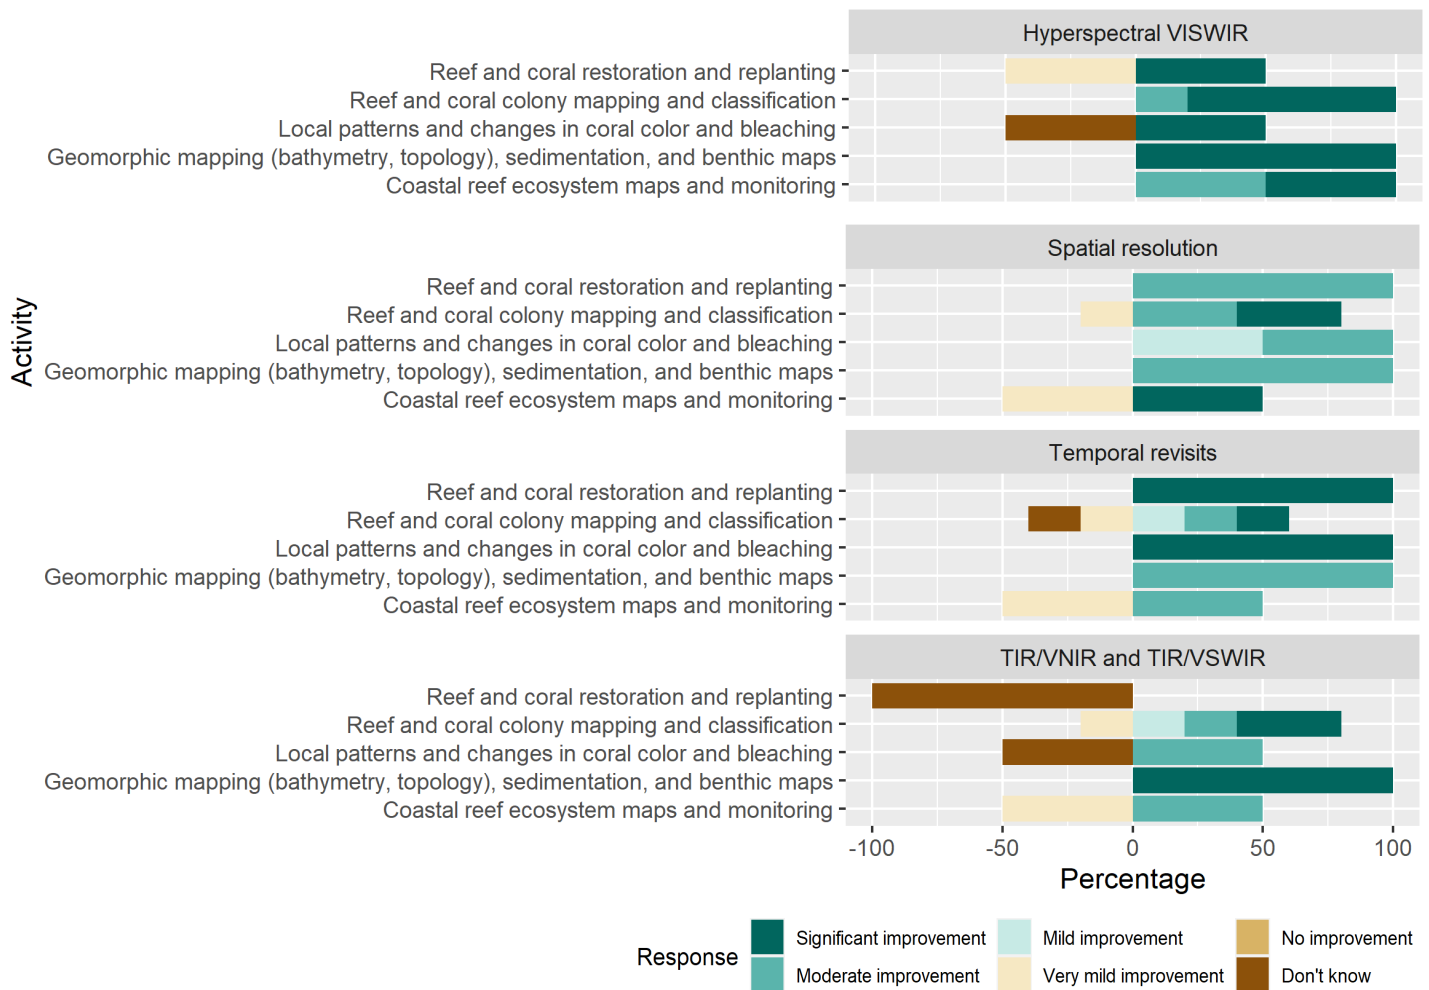 Hyperspectral VISWIR
Reef and coral restoration and replanting
Reef and coral colony mapping and classification
Local patterns and changes in coral color and bleaching
Geomorphic mapping (bathymetry, topology), sedimentation, and benthic maps
Coastal reef ecosystem maps and monitoring
Spatial resolution
Reef and coral restoration and replanting
Reef and coral colony mapping and classification
Local patterns and changes in coral color and bleaching
Geomorphic mapping (bathymetry, topology), sedimentation, and benthic maps
Coastal reef ecosystem maps and monitoring
Activity
Temporal revisits
Reef and coral restoration and replanting
Reef and coral colony mapping and classification
Local patterns and changes in coral color and bleaching
Geomorphic mapping (bathymetry, topology), sedimentation, and benthic maps
Coastal reef ecosystem maps and monitoring
TIR/VNIR and TIR/VSWIR
Reef and coral restoration and replanting
Reef and coral colony mapping and classification
Local patterns and changes in coral color and bleaching
Geomorphic mapping (bathymetry, topology), sedimentation, and benthic maps
Coastal reef ecosystem maps and monitoring
-100 -50 0 50 100
Percentage
Response
Significant improvement Mild improvement No improvement
Moderate improvement Very mild improvement Don't know